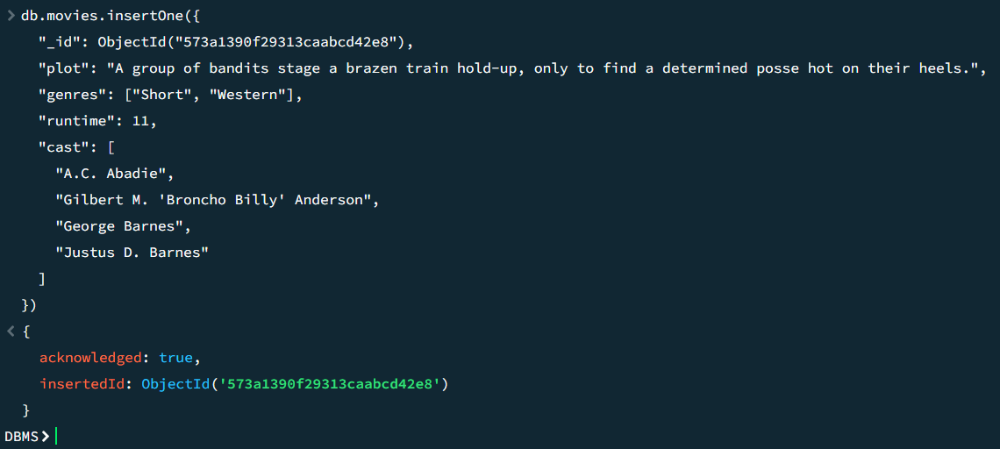 > db.movies.insertOne({
"_id": ObjectId("573a1390f29313caabcd42e8"),
"plot": "A group of bandits stage a brazen train hold-up, only to find a determined posse hot on their heels.",
"genres": ["Short", "Western"],
"runtime": 11,
"cast": [
"A.C. Abadie",
"Gilbert M. 'Broncho Billy' Anderson",
"George Barnes",
"Justus D. Barnes"
]
})
< {
acknowledged: true,
insertedId: ObjectId('573a1390f29313caabcd42e8')
}
DBMS>